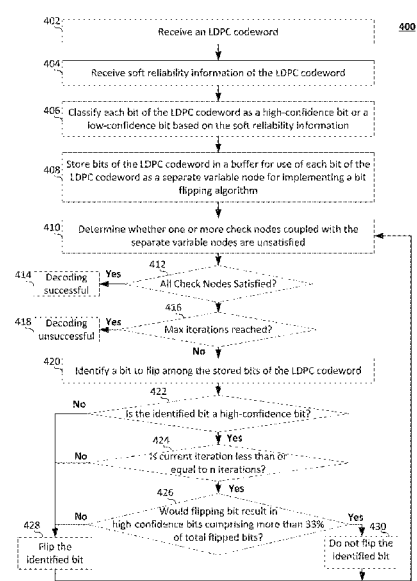 400
402
Receive an LDPC codeword
404
Receive soft reliability information of the LDPC codeword
406
Classify each bit of the LDPC codeword as a high-confidence bit or a
low-confidence bit based on the soft reliability information
408
Store bits of the LDPC codeword in a buffer for use of each bit of the
LDPC codeword as a separate variable node for implementing a bit
flipping algorithm
410
Determine whether one or more check nodes coupled with the
separate variable nodes are unsatisfied
412
All Check Nodes Satisfied?
Yes
414
Decoding
successful
416
Max iterations reached?
Yes
418
Decoding
unsuccessful
No
420
Identify a bit to flip among the stored bits of the LDPC codeword
422
Is the identified bit a high-confidence bit?
No
Yes
424
Is current iteration less than or
equal to n iterations?
No
Yes
426
Would flipping bit result in
high confidence bits comprising more than 33%
of total flipped bits?
No
Yes
428
Flip the
identified bit
430
Do not flip the
identified bit